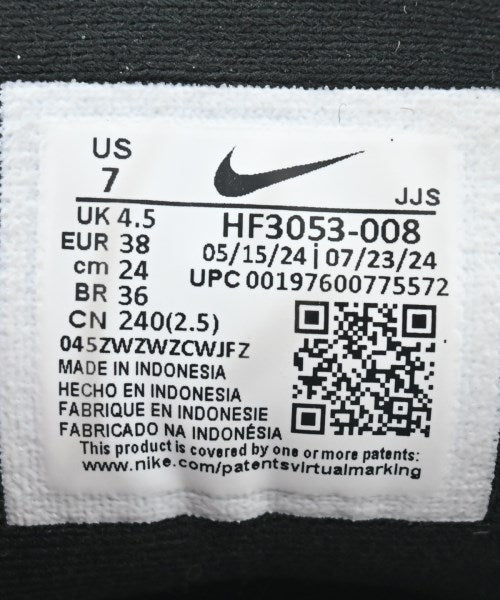 US
7
JJS
UK 4.5
EUR 38
cm 24
BR 36
CN 240(2.5)
HF3053-008
05/15/24 | 07/23/24
UPC 00197600775572
045ZWZWZCWJFZ
MADE IN INDONESIA
HECHO EN INDONESIA
FABRIQUE EN INDONESIE
FABRICADO NA INDONÉSIA
This product is covered by one or more patents:
www.nike.com/patentsvirtualmarking